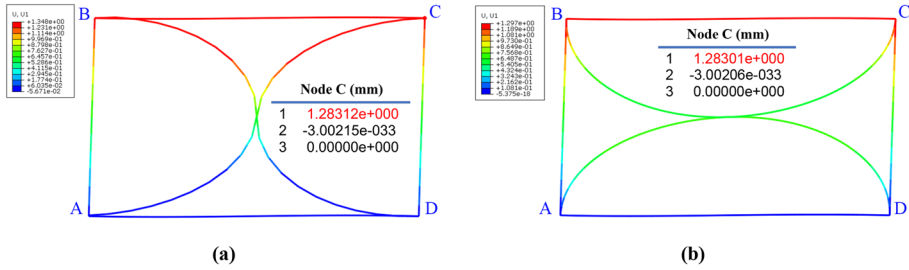 U, U1
+1.348e+00
+1.231e+00
+1.114e+00
+9.969e-01
+8.798e-01
+7.627e-01
+6.457e-01
+5.286e-01
+4.115e-01
+2.945e-01
+1.774e-01
+6.035e-02
-5.671e-02
B
C
Node C (mm)
1 1.28312e+000
2 -3.00215e-033
3 0.00000e+000
A
D
(a)
U, U1
+1.297e+00
+1.189e+00
+1.081e+00
+9.730e-01
+8.649e-01
+7.568e-01
+6.487e-01
+5.405e-01
+4.324e-01
+3.243e-01
+2.162e-01
+1.081e-01
-5.375e-18
B
C
Node C (mm)
1 1.28301e+000
2 -3.00206e-033
3 0.00000e+000
A
D
(b)